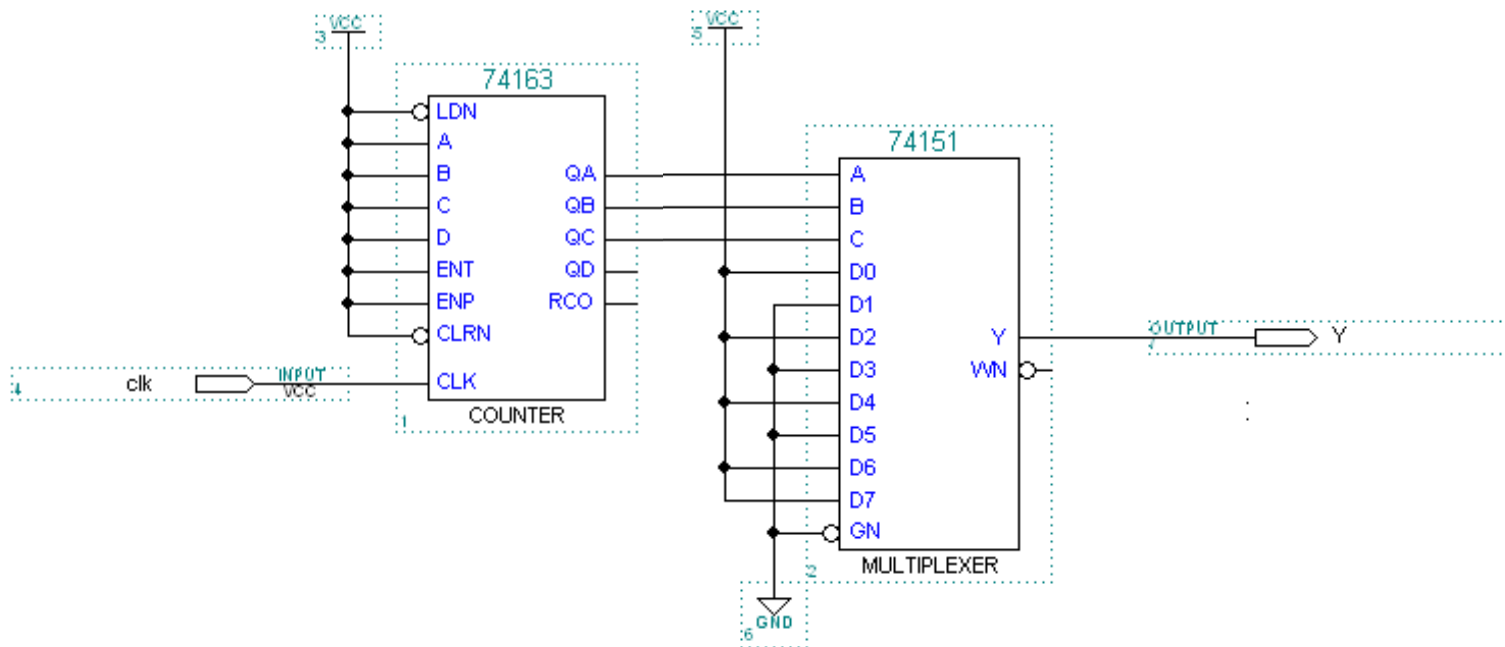 VCC
3
74163
LDN
A
B
C
D
ENT
ENP
CLRN
CLK
QA
QB
QC
QD
RCO
COUNTER
1
clk
INPUT
VCC
4
VCC
5
74151
A
B
C
D0
D1
D2
D3
D4
D5
D6
D7
GN
Y
WN
MULTIPLEXER
2
GND
6
OUTPUT
7
Y
: